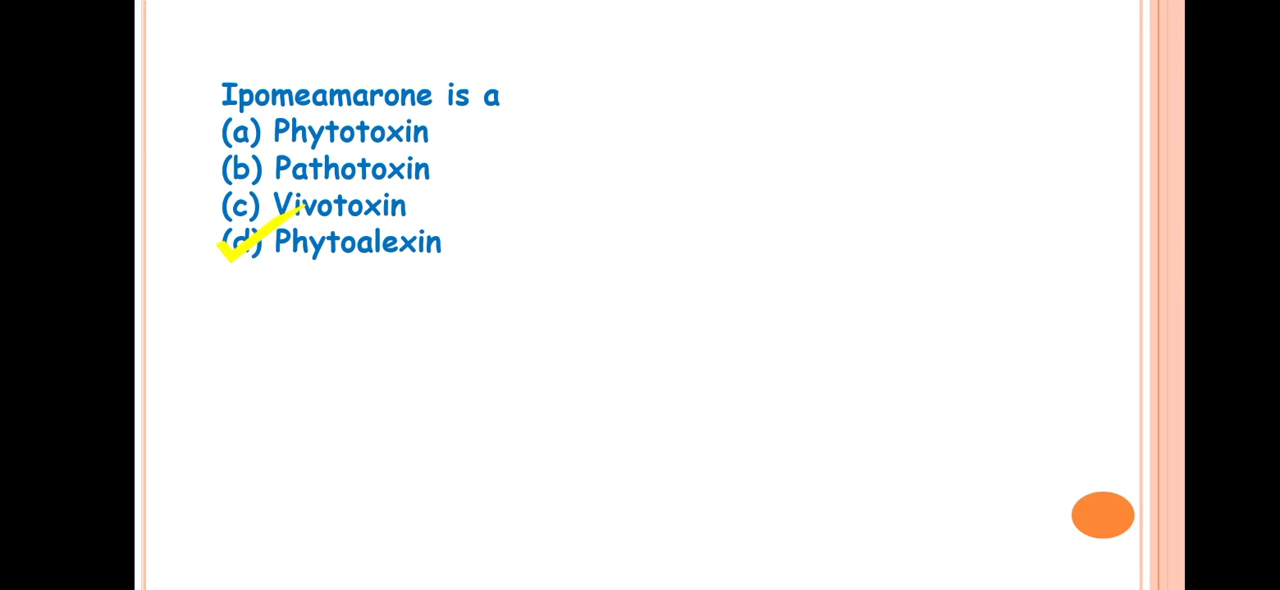 Ipomeamarone is a
(a) Phytotoxin
(b) Pathotoxin
(c) Vivotoxin
(d) Phytoalexin